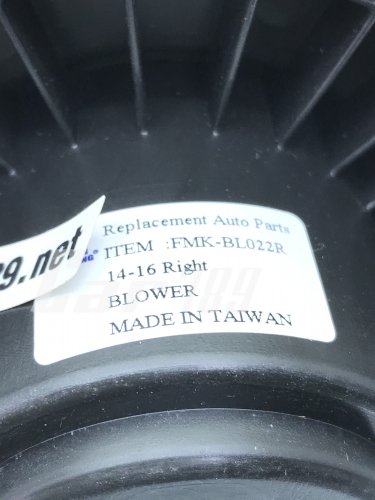 Replacement Auto Parts
ITEM :FMK-BL022R
14-16 Right
BLOWER
MADE IN TAIWAN
9.net